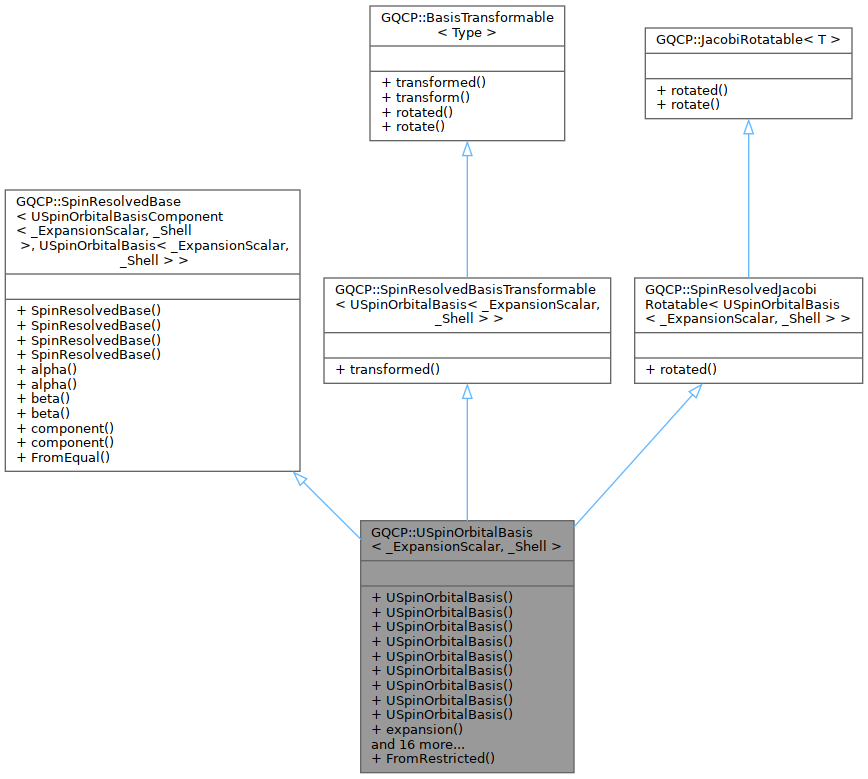 GQCP::BasisTransformable
< Type >
+ transformed()
+ transform()
+ rotated()
+ rotate()
GQCP::JacobiRotatable< T >
+ rotated()
+ rotate()
GQCP::SpinResolvedBase
< USpinOrbitalBasisComponent
< _ExpansionScalar, _Shell
>, USpinOrbitalBasis< _ExpansionScalar,
_Shell > >
+ SpinResolvedBase()
+ SpinResolvedBase()
+ SpinResolvedBase()
+ SpinResolvedBase()
+ alpha()
+ alpha()
+ beta()
+ beta()
+ component()
+ component()
+ FromEqual()
GQCP::SpinResolvedBasisTransformable
< USpinOrbitalBasis< _ExpansionScalar,
_Shell > >
+ transformed()
GQCP::SpinResolvedJacobi
Rotatable< USpinOrbitalBasis
< _ExpansionScalar, _Shell > >
+ rotated()
GQCP::USpinOrbitalBasis
< _ExpansionScalar, _Shell >
+ USpinOrbitalBasis()
+ USpinOrbitalBasis()
+ USpinOrbitalBasis()
+ USpinOrbitalBasis()
+ USpinOrbitalBasis()
+ USpinOrbitalBasis()
+ USpinOrbitalBasis()
+ USpinOrbitalBasis()
+ USpinOrbitalBasis()
+ expansion()
and 16 more...
+ FromRestricted()